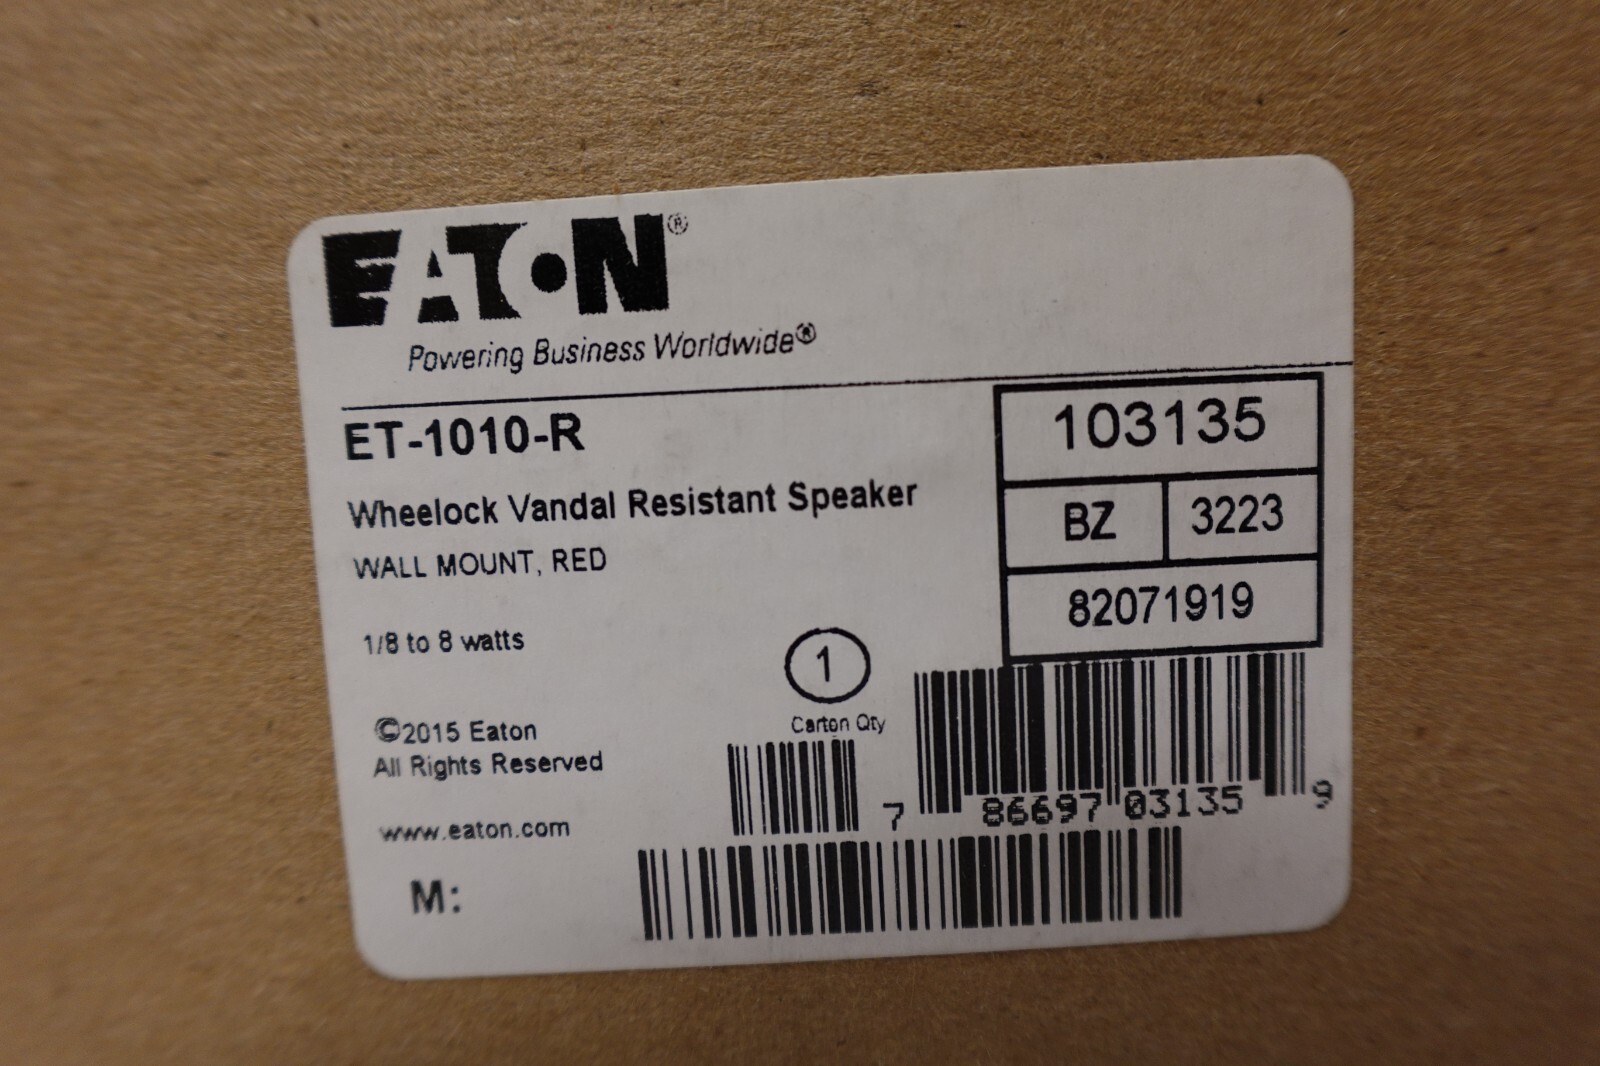 EATON®
Powering Business Worldwide®
ET-1010-R
103135
Wheelock Vandal Resistant Speaker
BZ 3223
WALL MOUNT, RED
82071919
1/8 to 8 watts
1
Carton Qty
©2015 Eaton
All Rights Reserved
7 86697 03135 9
www.eaton.com
M: